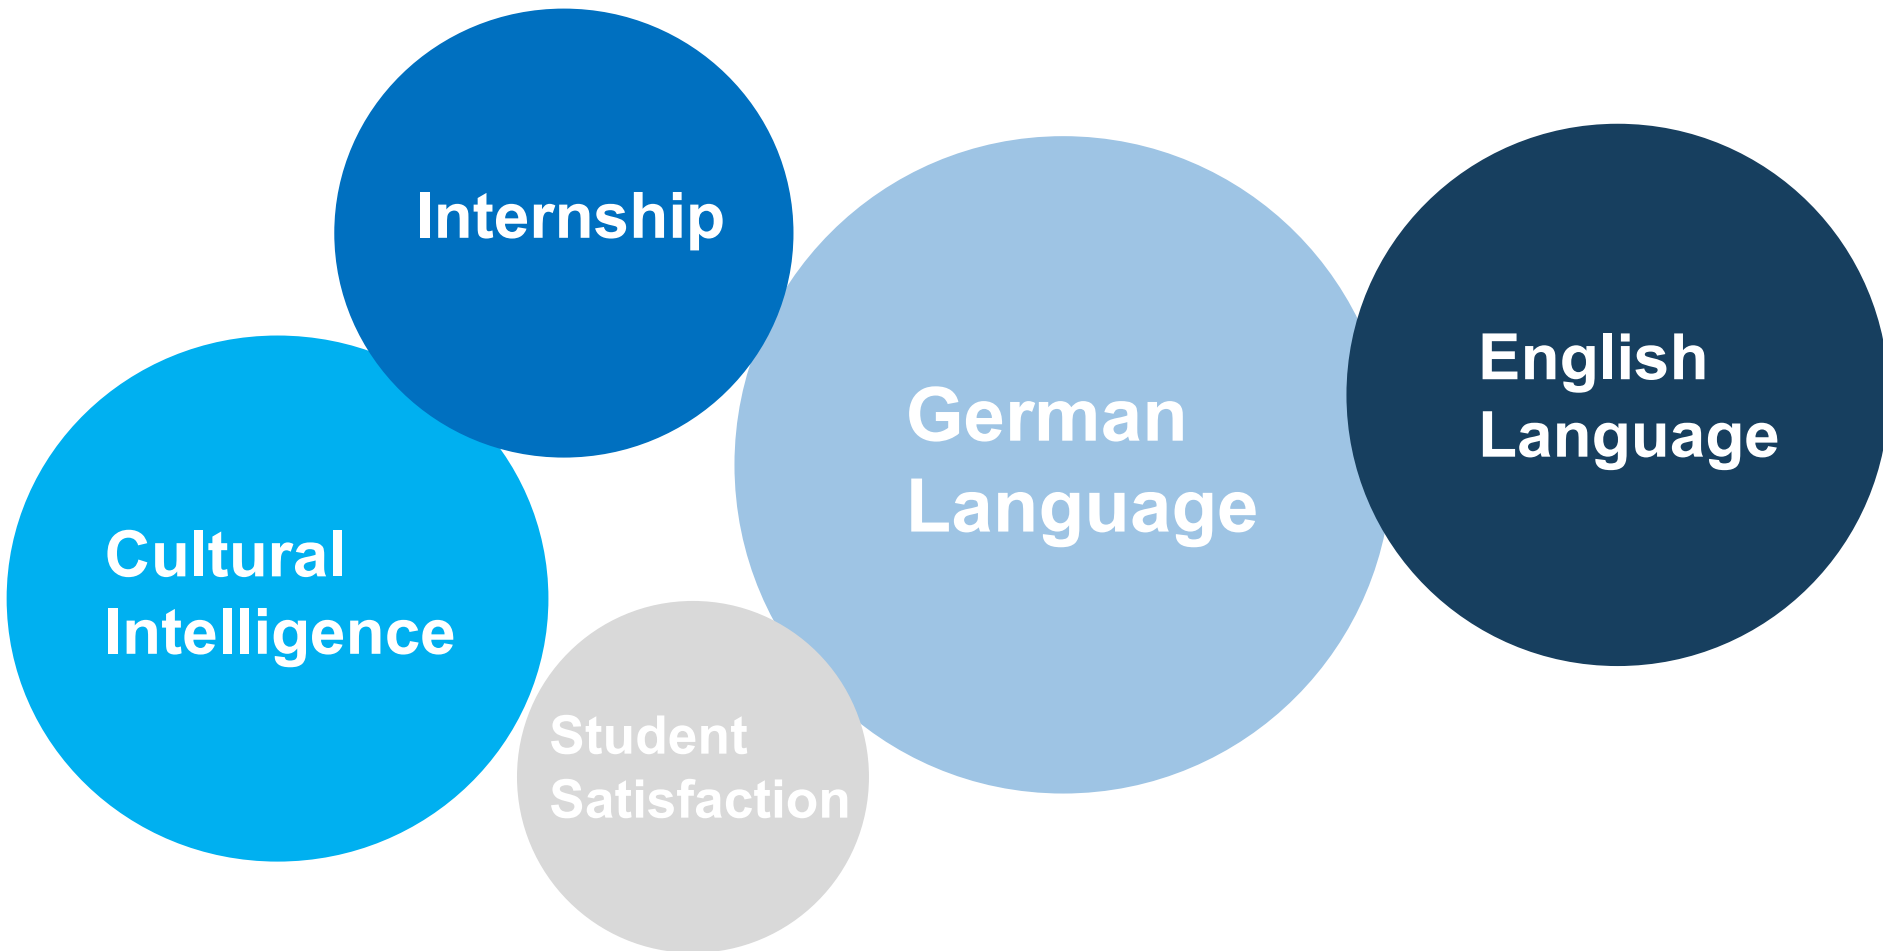 Internship
Cultural
Intelligence
Student
Satisfaction
German
Language
English
Language